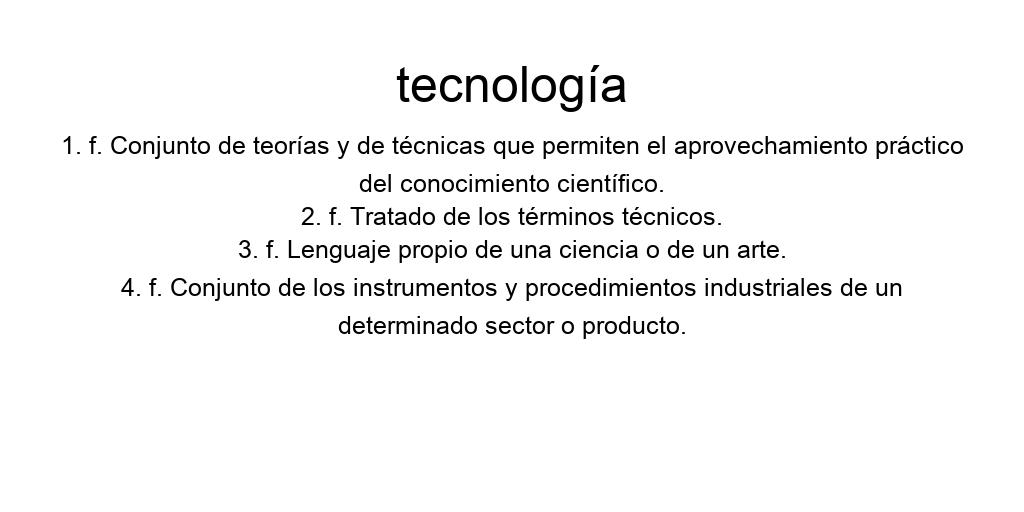 tecnología
1. f. Conjunto de teorías y de técnicas que permiten el aprovechamiento práctico
del conocimiento científico.
2. f. Tratado de los términos técnicos.
3. f. Lenguaje propio de una ciencia o de un arte.
4. f. Conjunto de los instrumentos y procedimientos industriales de un
determinado sector o producto.